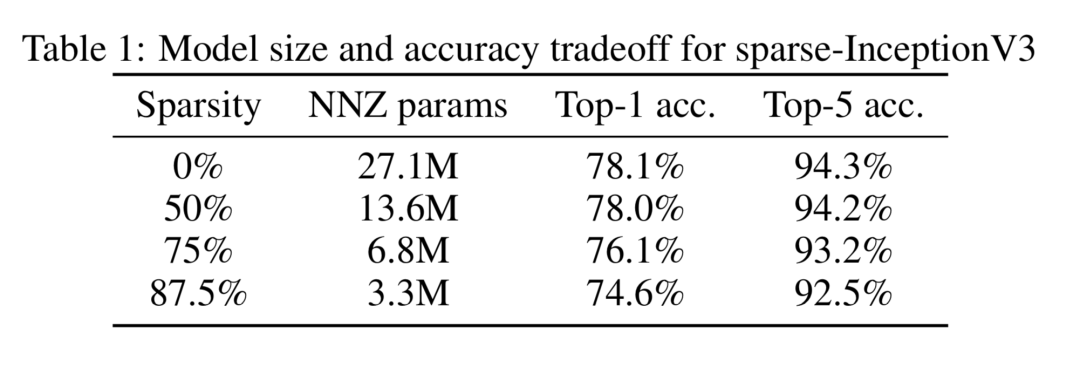 Table 1: Model size and accuracy tradeoff for sparse-InceptionV3
Sparsity NNZ params Top-1 acc. Top-5 acc.
0% 27.1M 78.1% 94.3%
50% 13.6M 78.0% 94.2%
75% 6.8M 76.1% 93.2%
87.5% 3.3M 74.6% 92.5%